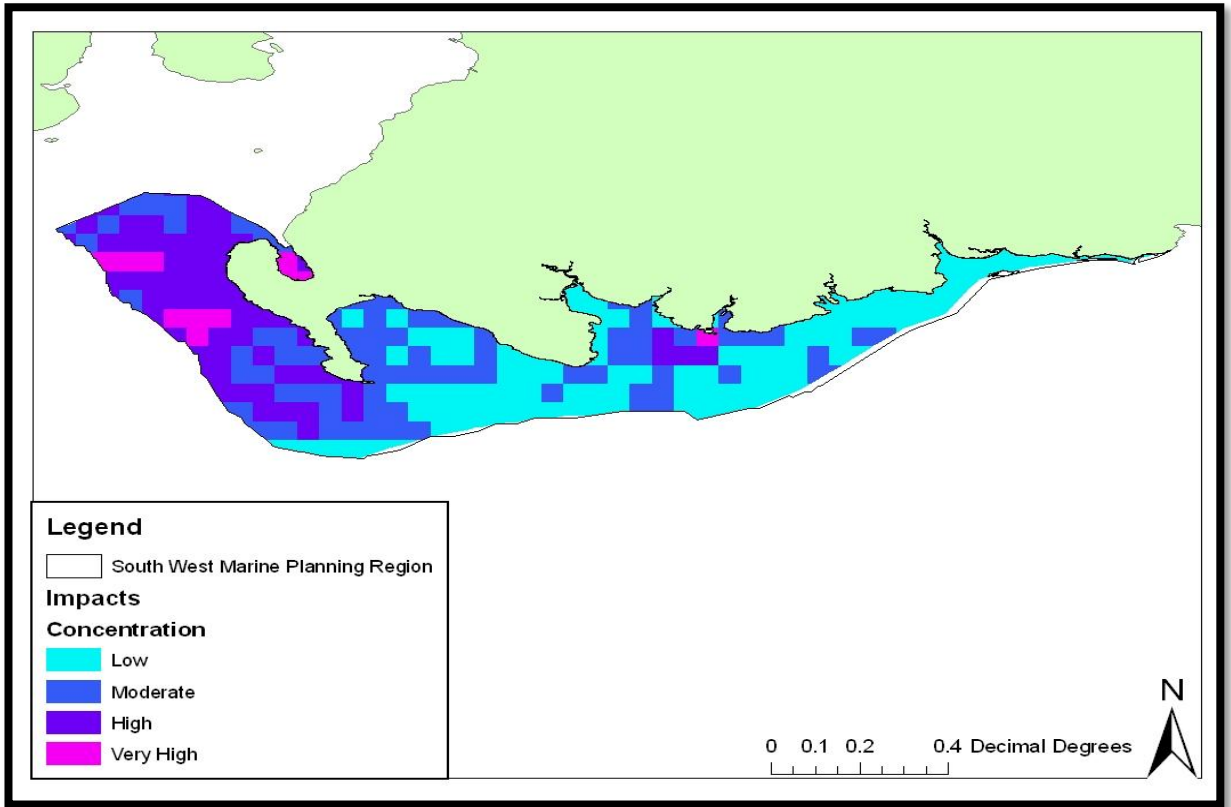 Legend
South West Marine Planning Region
Impacts
Concentration
Low
Moderate
High
Very High
N
0 0.1 0.2 0.4 Decimal Degrees